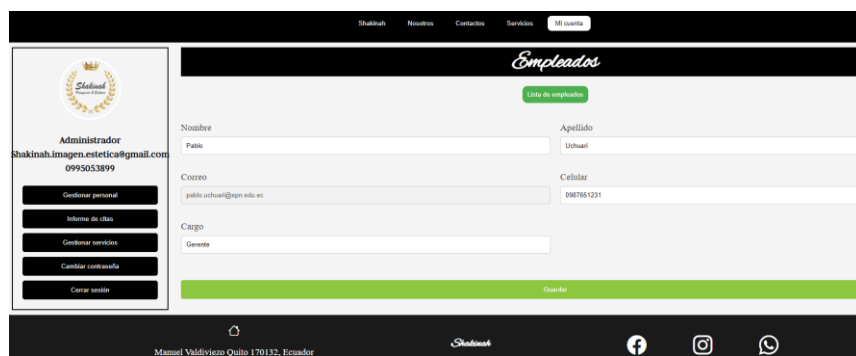 Shakinah Nosotros Contactos Servicios Mi cuenta
Shakinah
Administrador
Shakinah.imagen.estetica@gmail.com
0995053899
Gestionar personal
Informe de citas
Gestionar servicios
Cambiar contraseña
Cerrar sesión
Empleados
Lista de empleados
Nombre Apellido
Pablo Uchuari
Correo Celular
pablo.uchuari@epn.edu.ec 0987651231
Cargo
Gerente
Guardar
Manuel Valdiviezo Quito 170132, Ecuador
Shakinah